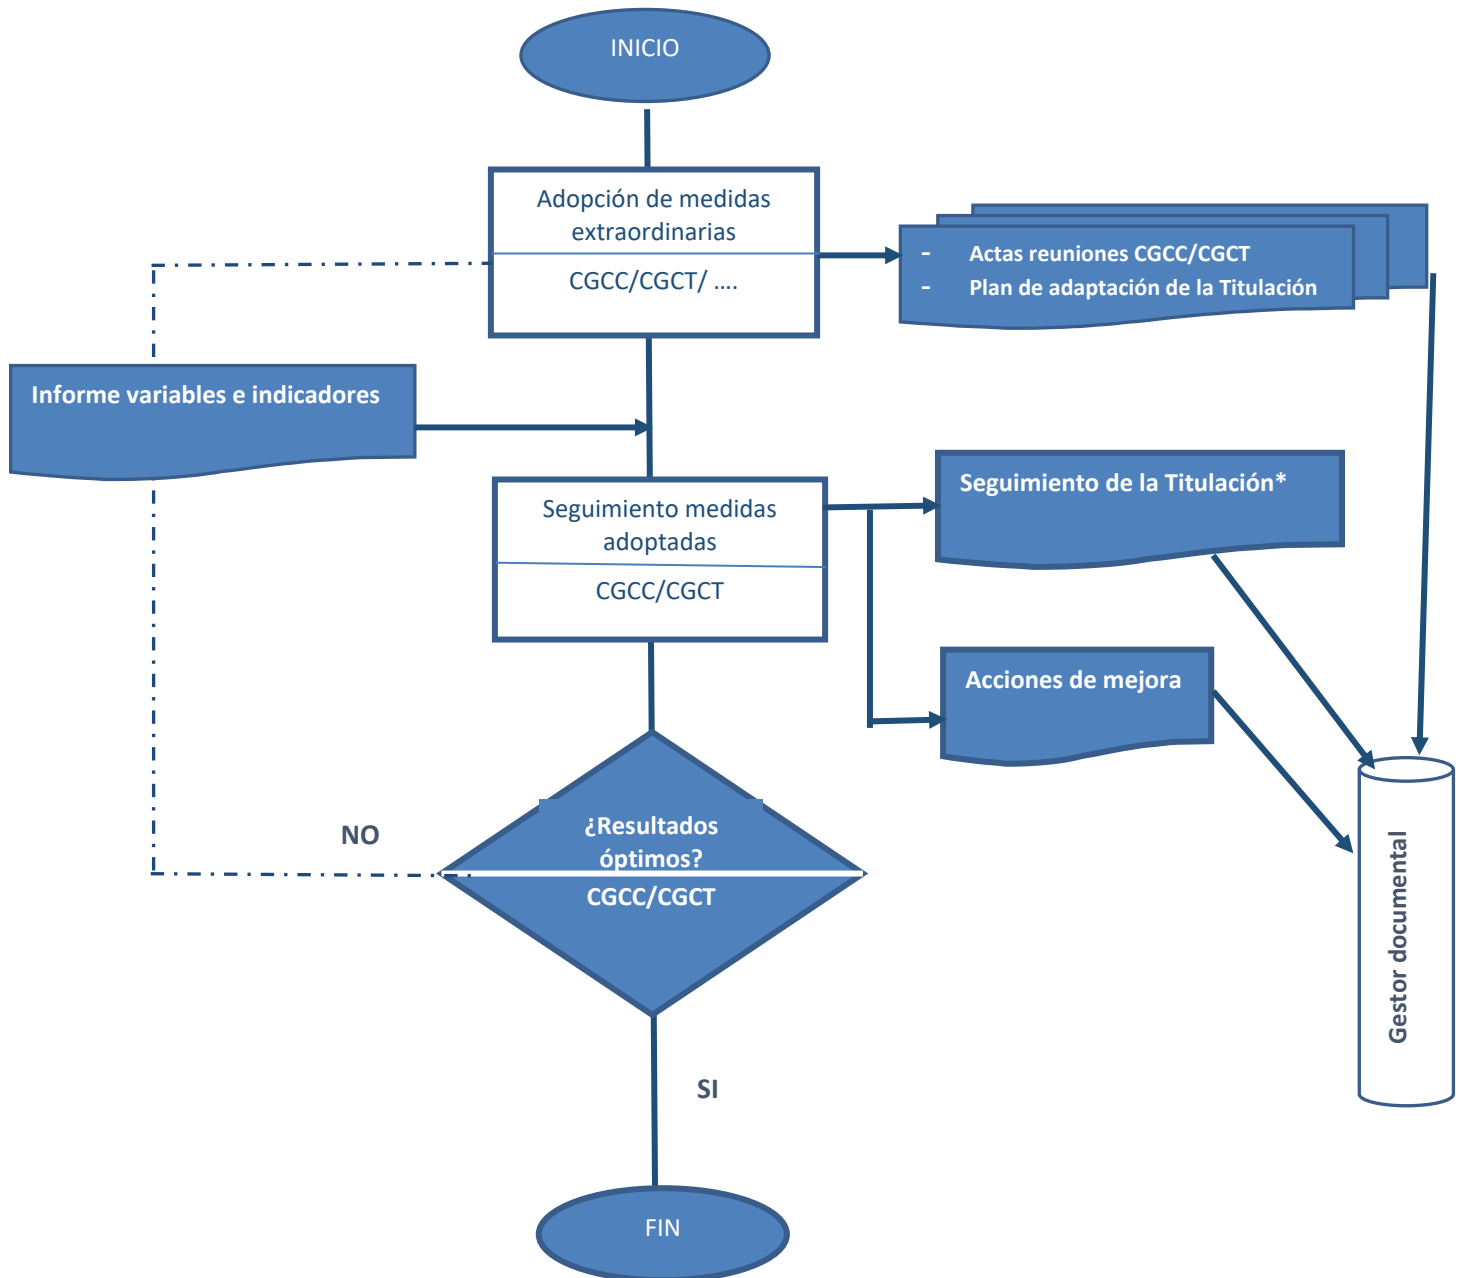 INICIO
Adopción de medidas
extraordinarias
CGCC/CGCT/ ….
- Actas reuniones CGCC/CGCT
- Plan de adaptación de la Titulación
Informe variables e indicadores
Seguimiento medidas
adoptadas
CGCC/CGCT
Seguimiento de la Titulación*
Acciones de mejora
NO
¿Resultados
óptimos?
CGCC/CGCT
Gestor documental
SI
FIN